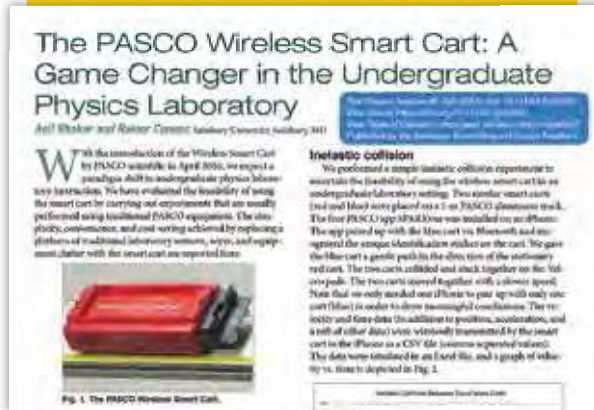 The PASCO Wireless Smart Cart: A
Game Changer in the Undergraduate
Physics Laboratory
Asif Shakur and Rainer Connor, Salisbury University, Salisbury, MD
With the introduction of the Wireless Smart Cart
by PASCO scientific in April 2016, we expect a
paradigm shift in undergraduate physics labora-
tory instruction. We have evaluated the feasibility of using
the smart cart by carrying out experiments that are usually
performed using traditional PASCO equipment. The sim-
plicity, convenience, and cost-saving achieved by replacing a
plethora of traditional laboratory sensors, wires, and equip-
ment clutter with the smart cart are reported here.
Fig. 1. The PASCO Wireless Smart Cart.
Inelastic collision
We performed a simple inelastic collision experiment to
ascertain the feasibility of using the wireless smart cart in an
undergraduate laboratory setting. Two similar smart carts
(red and blue) were placed on a PASCO aluminum track.
The free PASCO app SPARKvue was installed on an iPhone.
The app paired up with the blue cart via Bluetooth and rec-
ognized the unique identification sticker on the cart. We gave
the blue cart a gentle push in the direction of the stationary
red cart. The two carts collided and stuck together on the Vel-
cro pads. The two carts moved together with a slower speed.
Note that we only needed one iPhone to pair up with only one
cart (blue) in order to draw meaningful conclusions. The ve-
locity and time data (in addition to position, acceleration, and
a raft of other data) were wirelessly transmitted by the smart
cart to the iPhone as a CSV file (comma separated values).
The data were introduced in an Excel file, and a graph of veloc-
ity vs. time is depicted in Fig. 2.